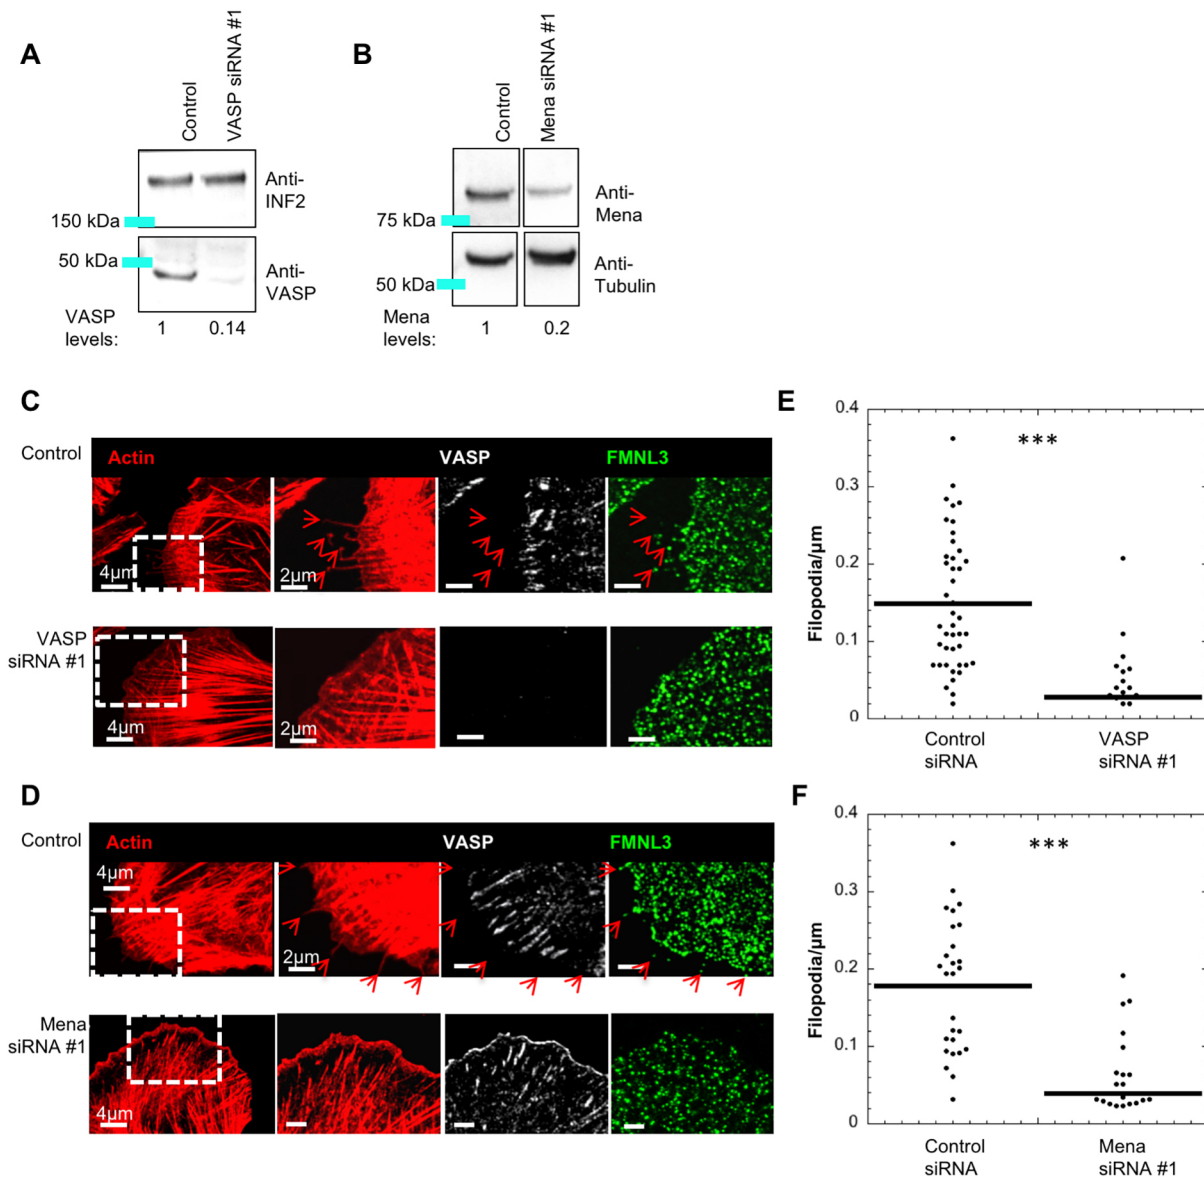 A
Control
VASP siRNA #1
Anti-
INF2
150 kDa
50 kDa
Anti-
VASP
VASP
levels:
1
0.14
B
Control
Mena siRNA #1
Anti-
Mena
75 kDa
Anti-
Tubulin
50 kDa
Mena
levels:
1
0.2
C
Control
Actin
VASP
FMNL3
4µm
2µm
VASP
siRNA #1
4µm
2µm
D
Control
Actin
VASP
FMNL3
4µm
2µm
Mena
siRNA #1
4µm
E
0.4
0.3
0.2
0.1
0
Filopodia/µm
***
Control
siRNA
VASP
siRNA #1
F
0.4
0.3
0.2
0.1
0
Filopodia/µm
***
Control
siRNA
Mena
siRNA #1